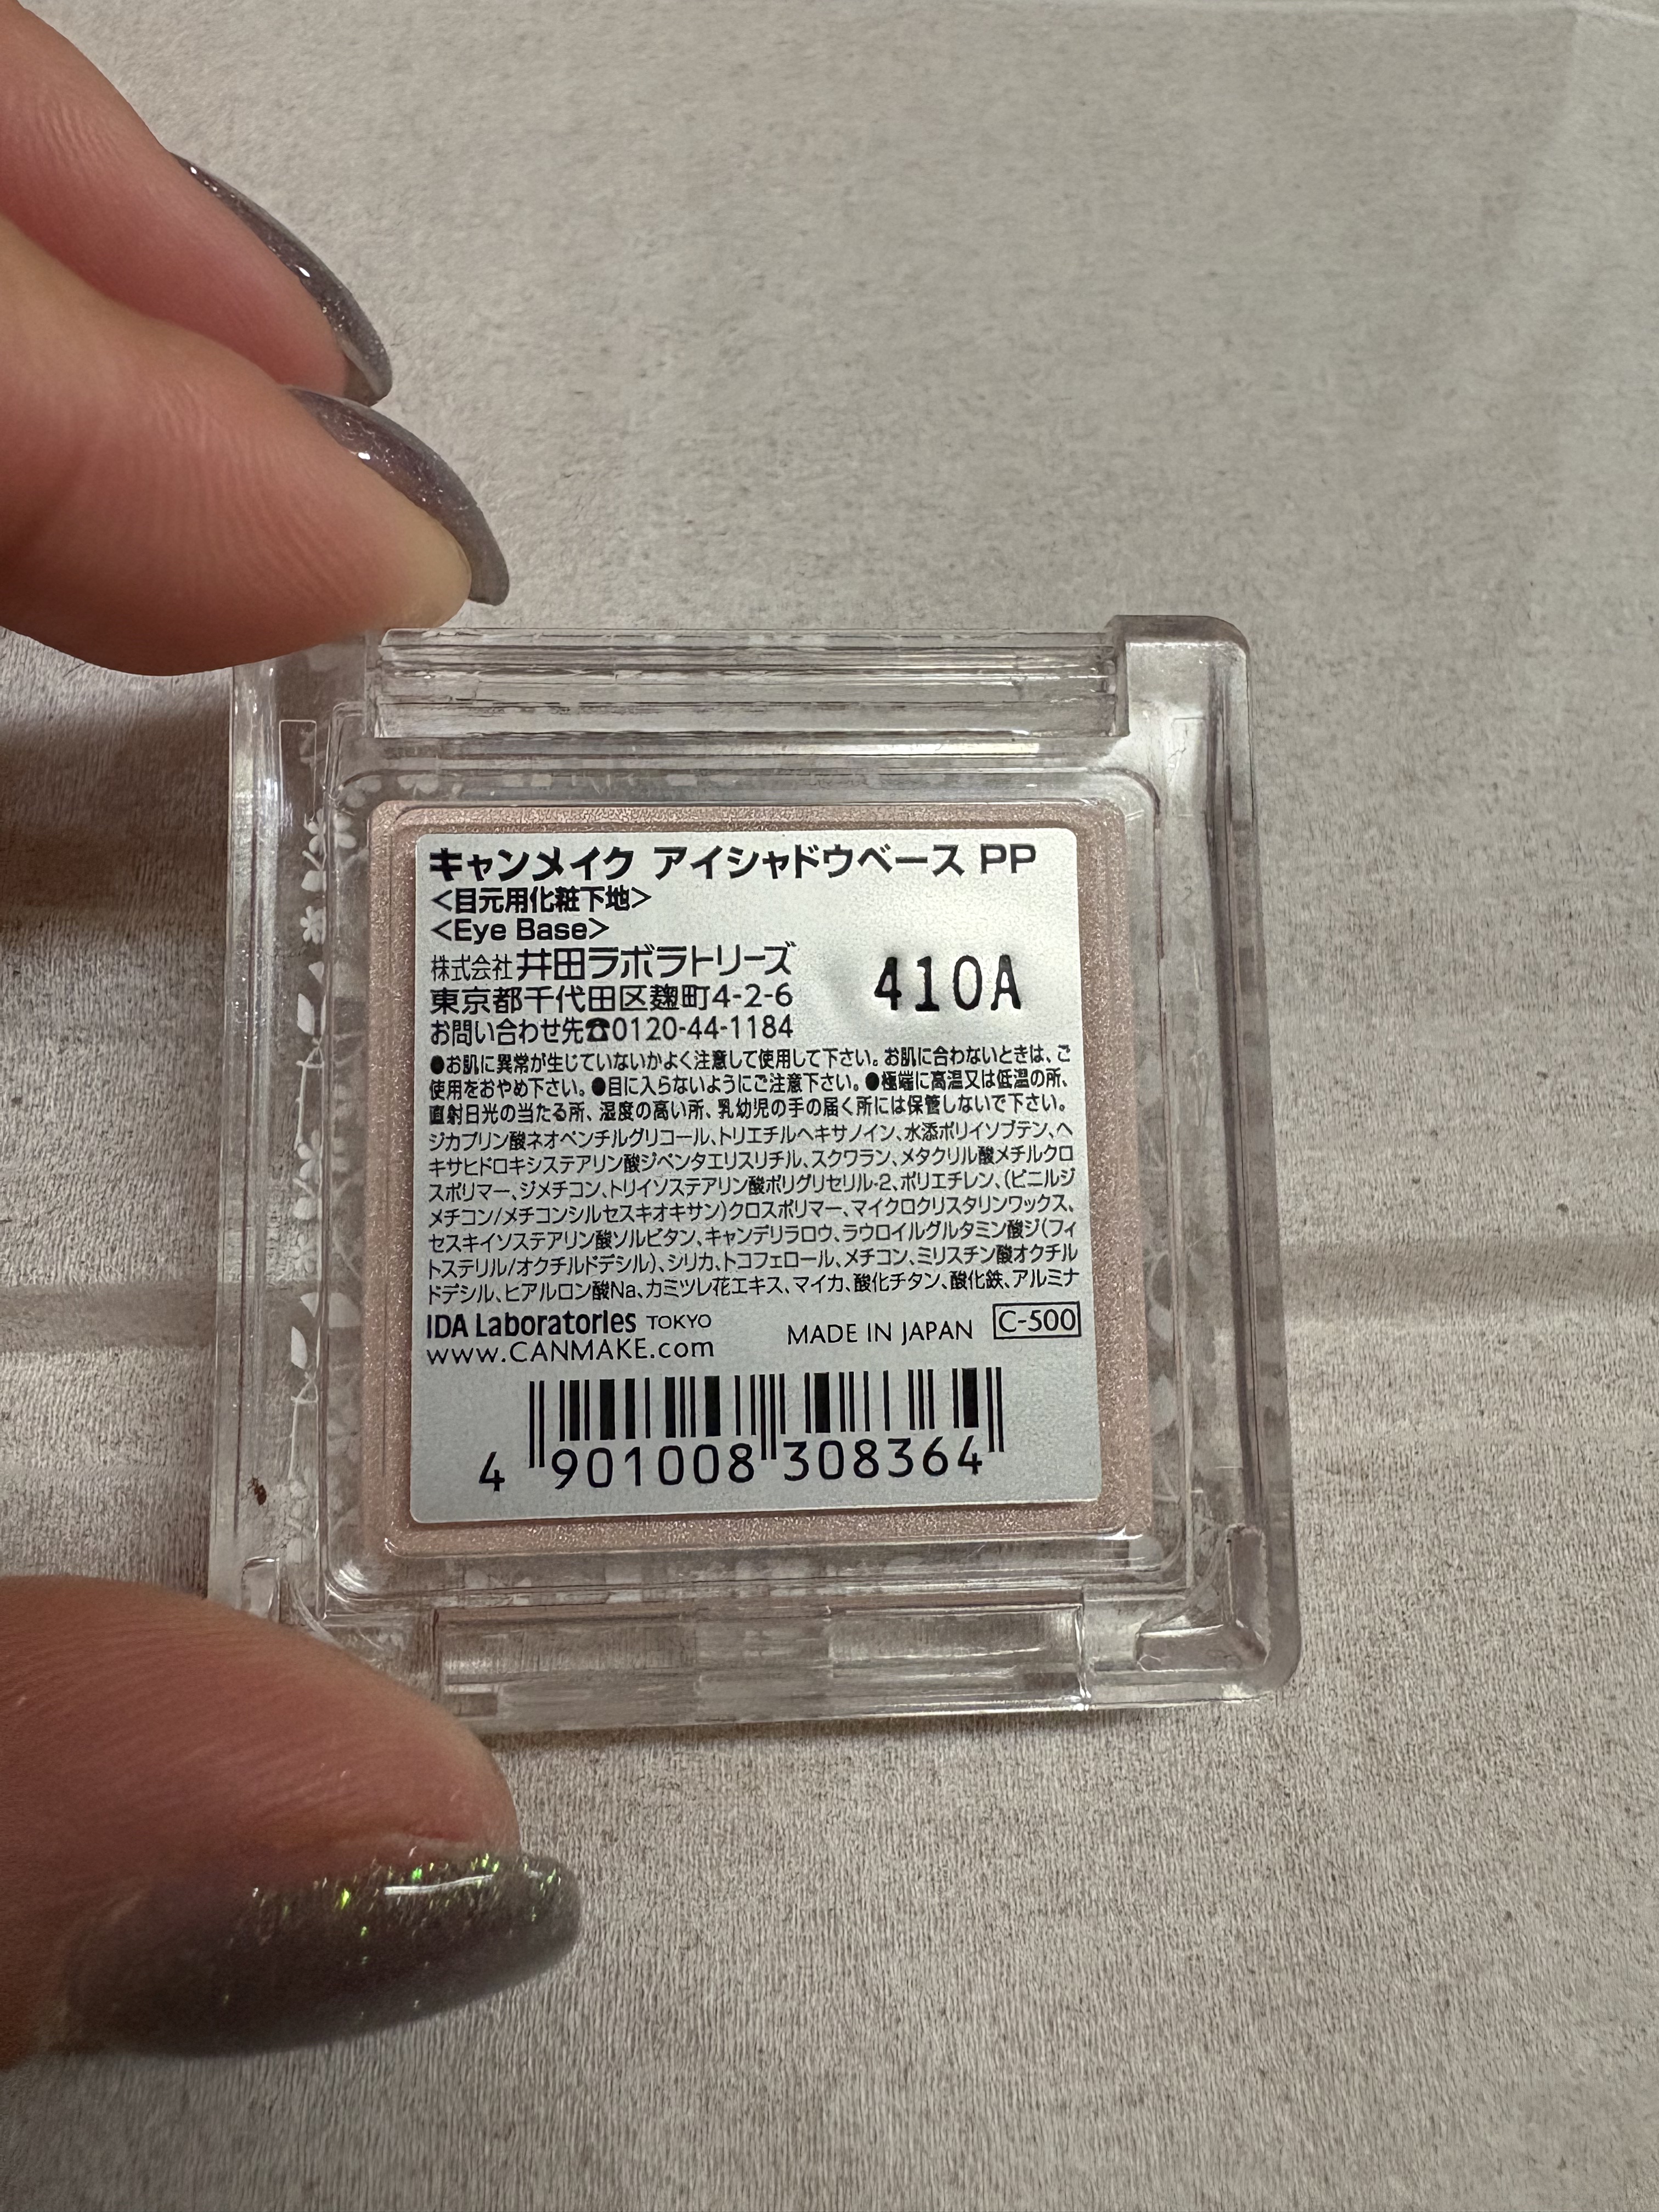 キャンメイク アイシャドウベース PP
<目元用化粧下地>
<Eye Base>
株式会社井田ラボラトリーズ
東京都千代田区麹町4-2-6
お問い合わせ先☎0120-44-1184
410A
●お肌に異常が生じていないかよく注意して使用して下さい。お肌に合わないときは、ご
使用をおやめ下さい。●目に入らないようにご注意下さい。●極端に高温又は低温の所、
直射日光の当たる所、湿度の高い所、乳幼児の手の届く所には保管しないで下さい。
ジカプリン酸ネオペンチルグリコール、トリエチルヘキサノイン、水添ポリイソブテン、ヘ
キサヒドロキシステアリン酸ジペンタエリスリチル、スクワラン、メタクリル酸メチルクロ
スポリマー、ジメチコン、トリイソステアリン酸ポリグリセリル-2、ポリエチレン、(ビニルジ
メチコン/メチコンシルセスキオキサン)クロスポリマー、マイクロクリスタリンワックス、
セスキイソステアリン酸ソルビタン、キャンデリラロウ、ラウロイルグルタミン酸ジ(フィ
トステリル/オクチルドデシル)、シリカ、トコフェロール、メチコン、ミリスチン酸オクチル
ドデシル、ヒアルロン酸Na、カミツレ花エキス、マイカ、酸化チタン、酸化鉄、アルミナ
IDA Laboratories TOKYO
www.CANMAKE.com
MADE IN JAPAN C-500
4 901008 308364